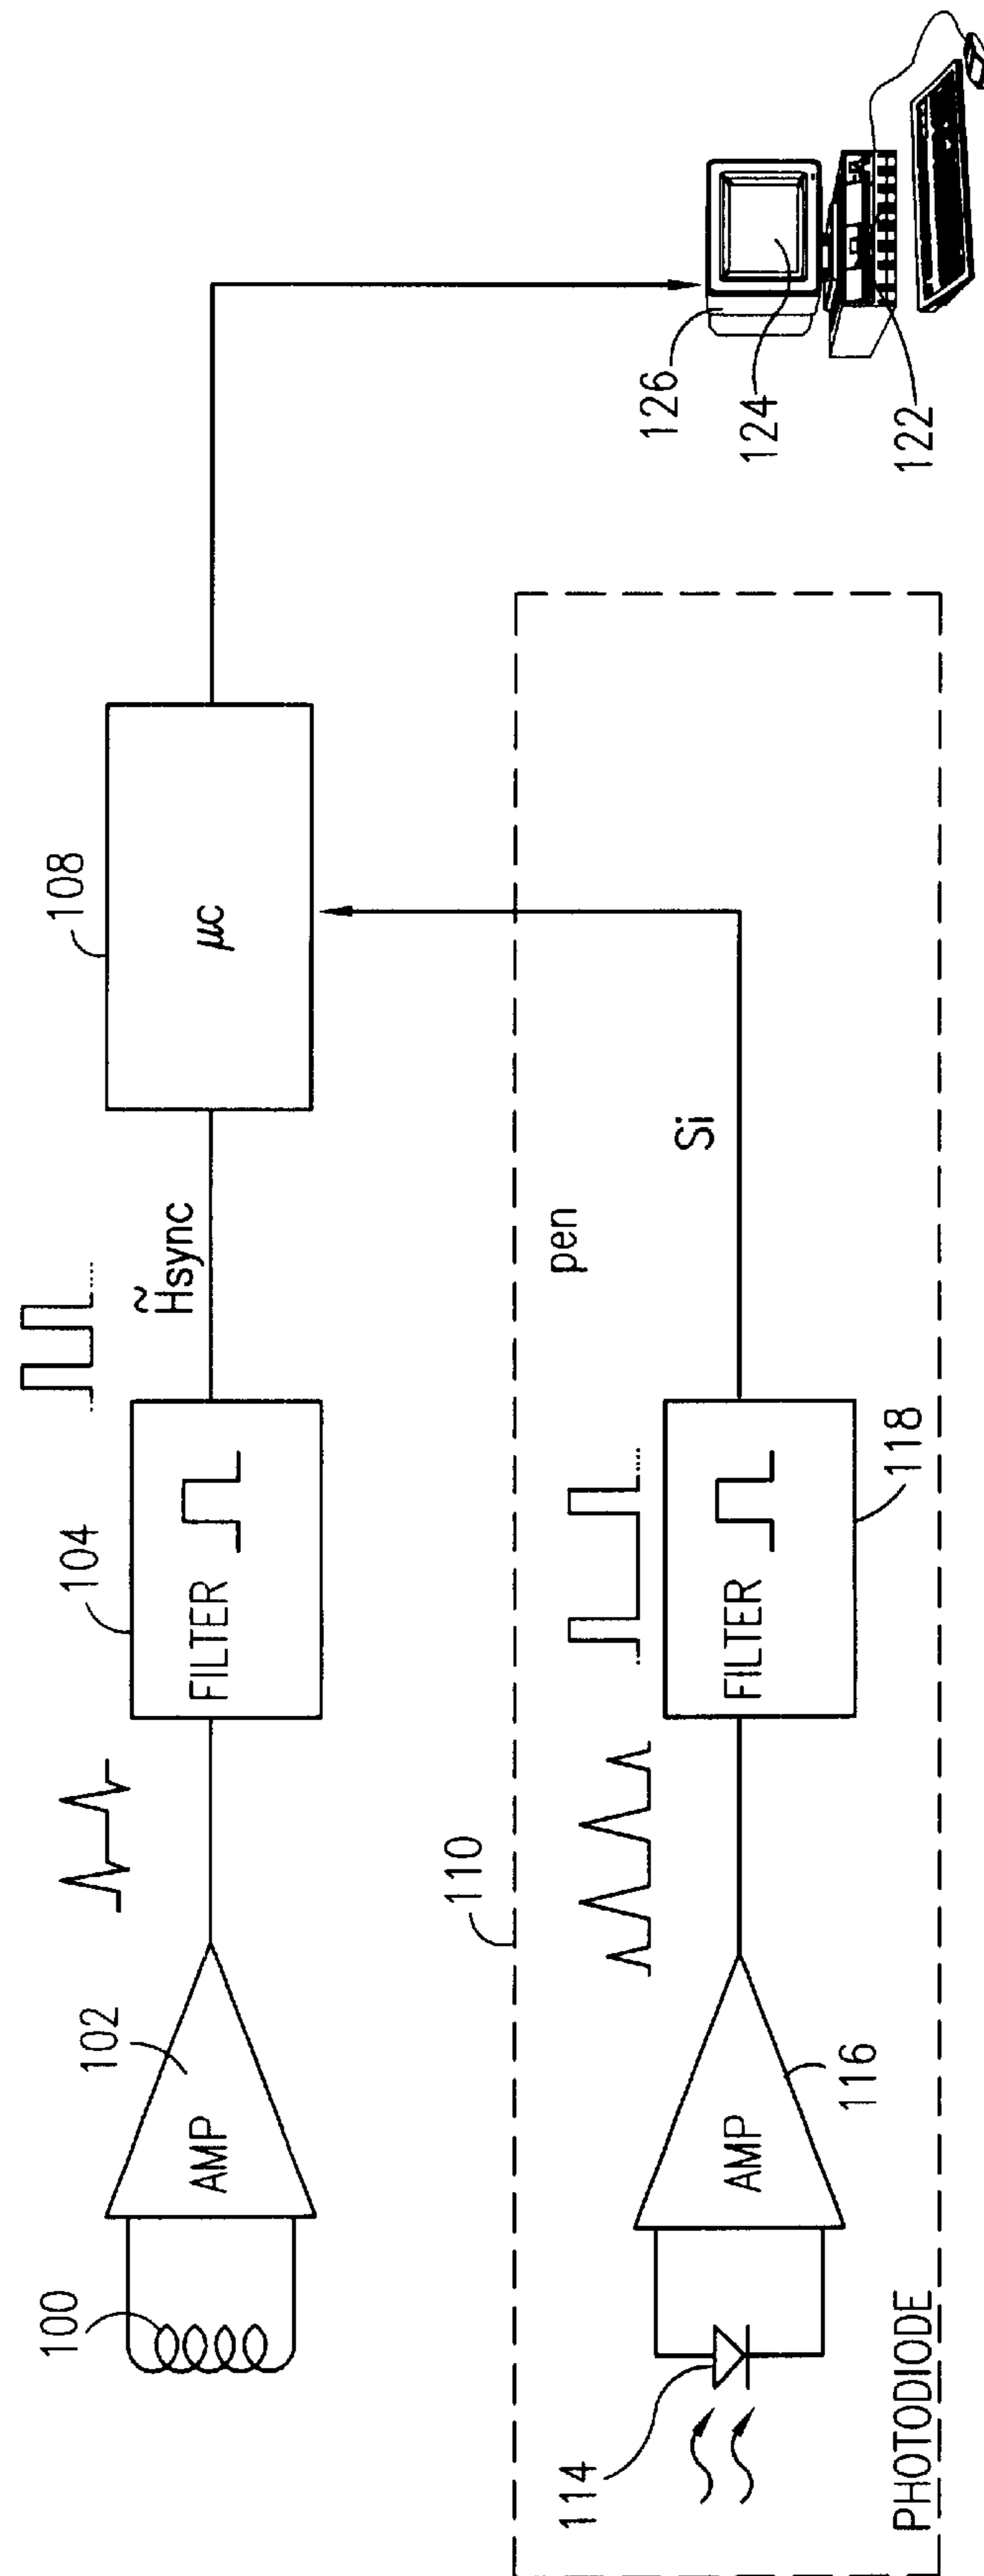 100
AMP
102
FILTER
104
H̃sync
108
μc
110
114
PHOTODIODE
AMP
116
FILTER
118
pen
Si
126
124
122